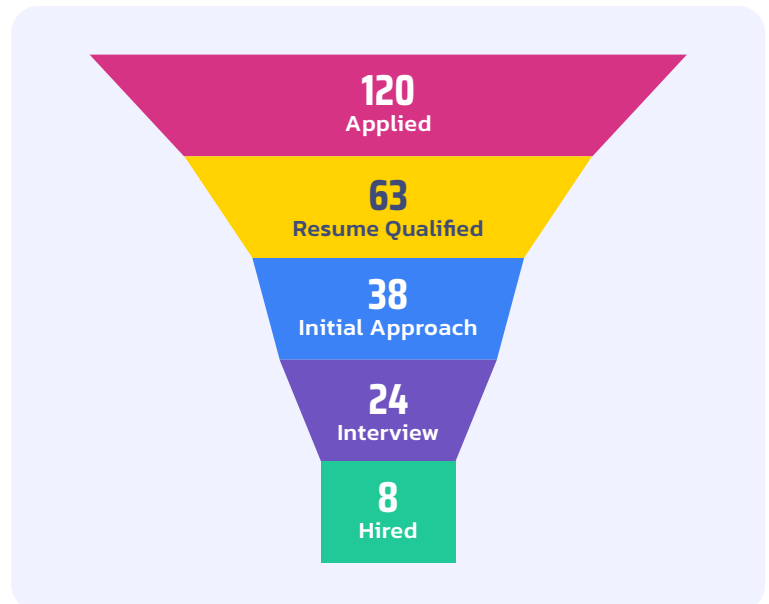 120
Applied
63
Resume Qualified
38
Initial Approach
24
Interview
8
Hired